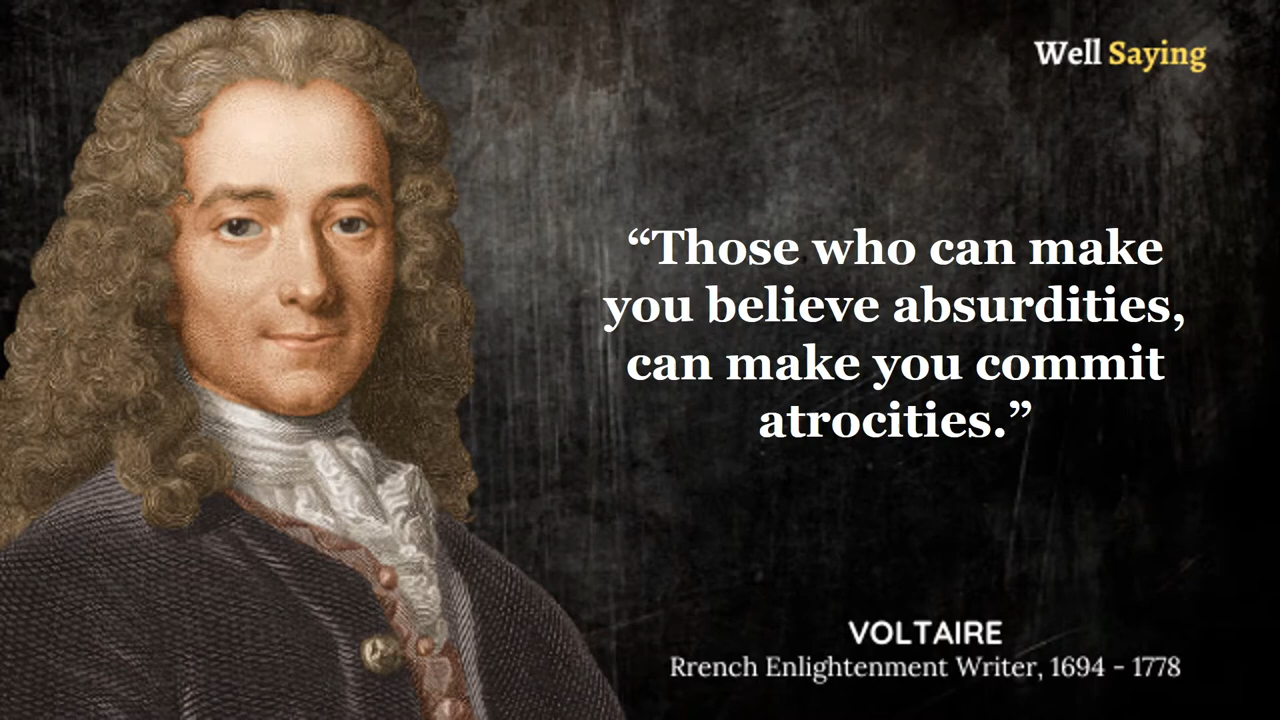 Well Saying
“Those who can make
you believe absurdities,
can make you commit
atrocities.”
VOLTAIRE
Rrench Enlightenment Writer, 1694 - 1778